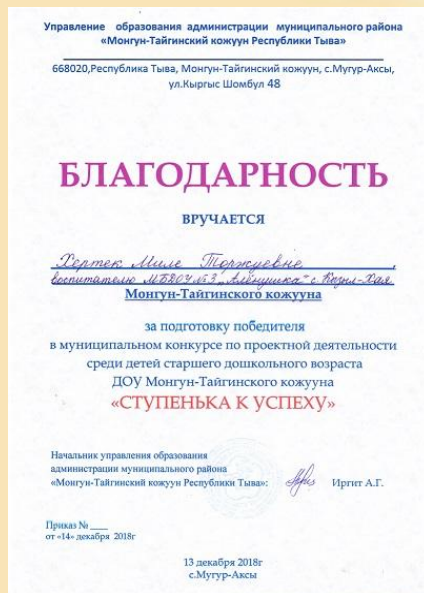 Управление образования администрации муниципального района
«Монгун-Тайгинский кожуун Республики Тыва»
668020,Республика Тыва, Монгун-Тайгинский кожуун, с.Мугур-Аксы,
ул.Кыргыс Шомбул 48
БЛАГОДАРНОСТЬ
ВРУЧАЕТСЯ
Хертек Миле Торжуевне,
воспитателю МБДОУ №3 „Алёнушка" с. Кызыл-Хая
Монгун-Тайгинского кожууна
за подготовку победителя
в муниципальном конкурсе по проектной деятельности
среди детей старшего дошкольного возраста
ДОУ Монгун-Тайгинского кожууна
«СТУПЕНЬКА К УСПЕХУ»
Начальник управления образования
администрации муниципального района
«Монгун-Тайгинский кожуун Республики Тыва»: Иргит А.Г.
Приказ № ____
от «14» декабря 2018г
13 декабря 2018г
с.Мугур-Аксы